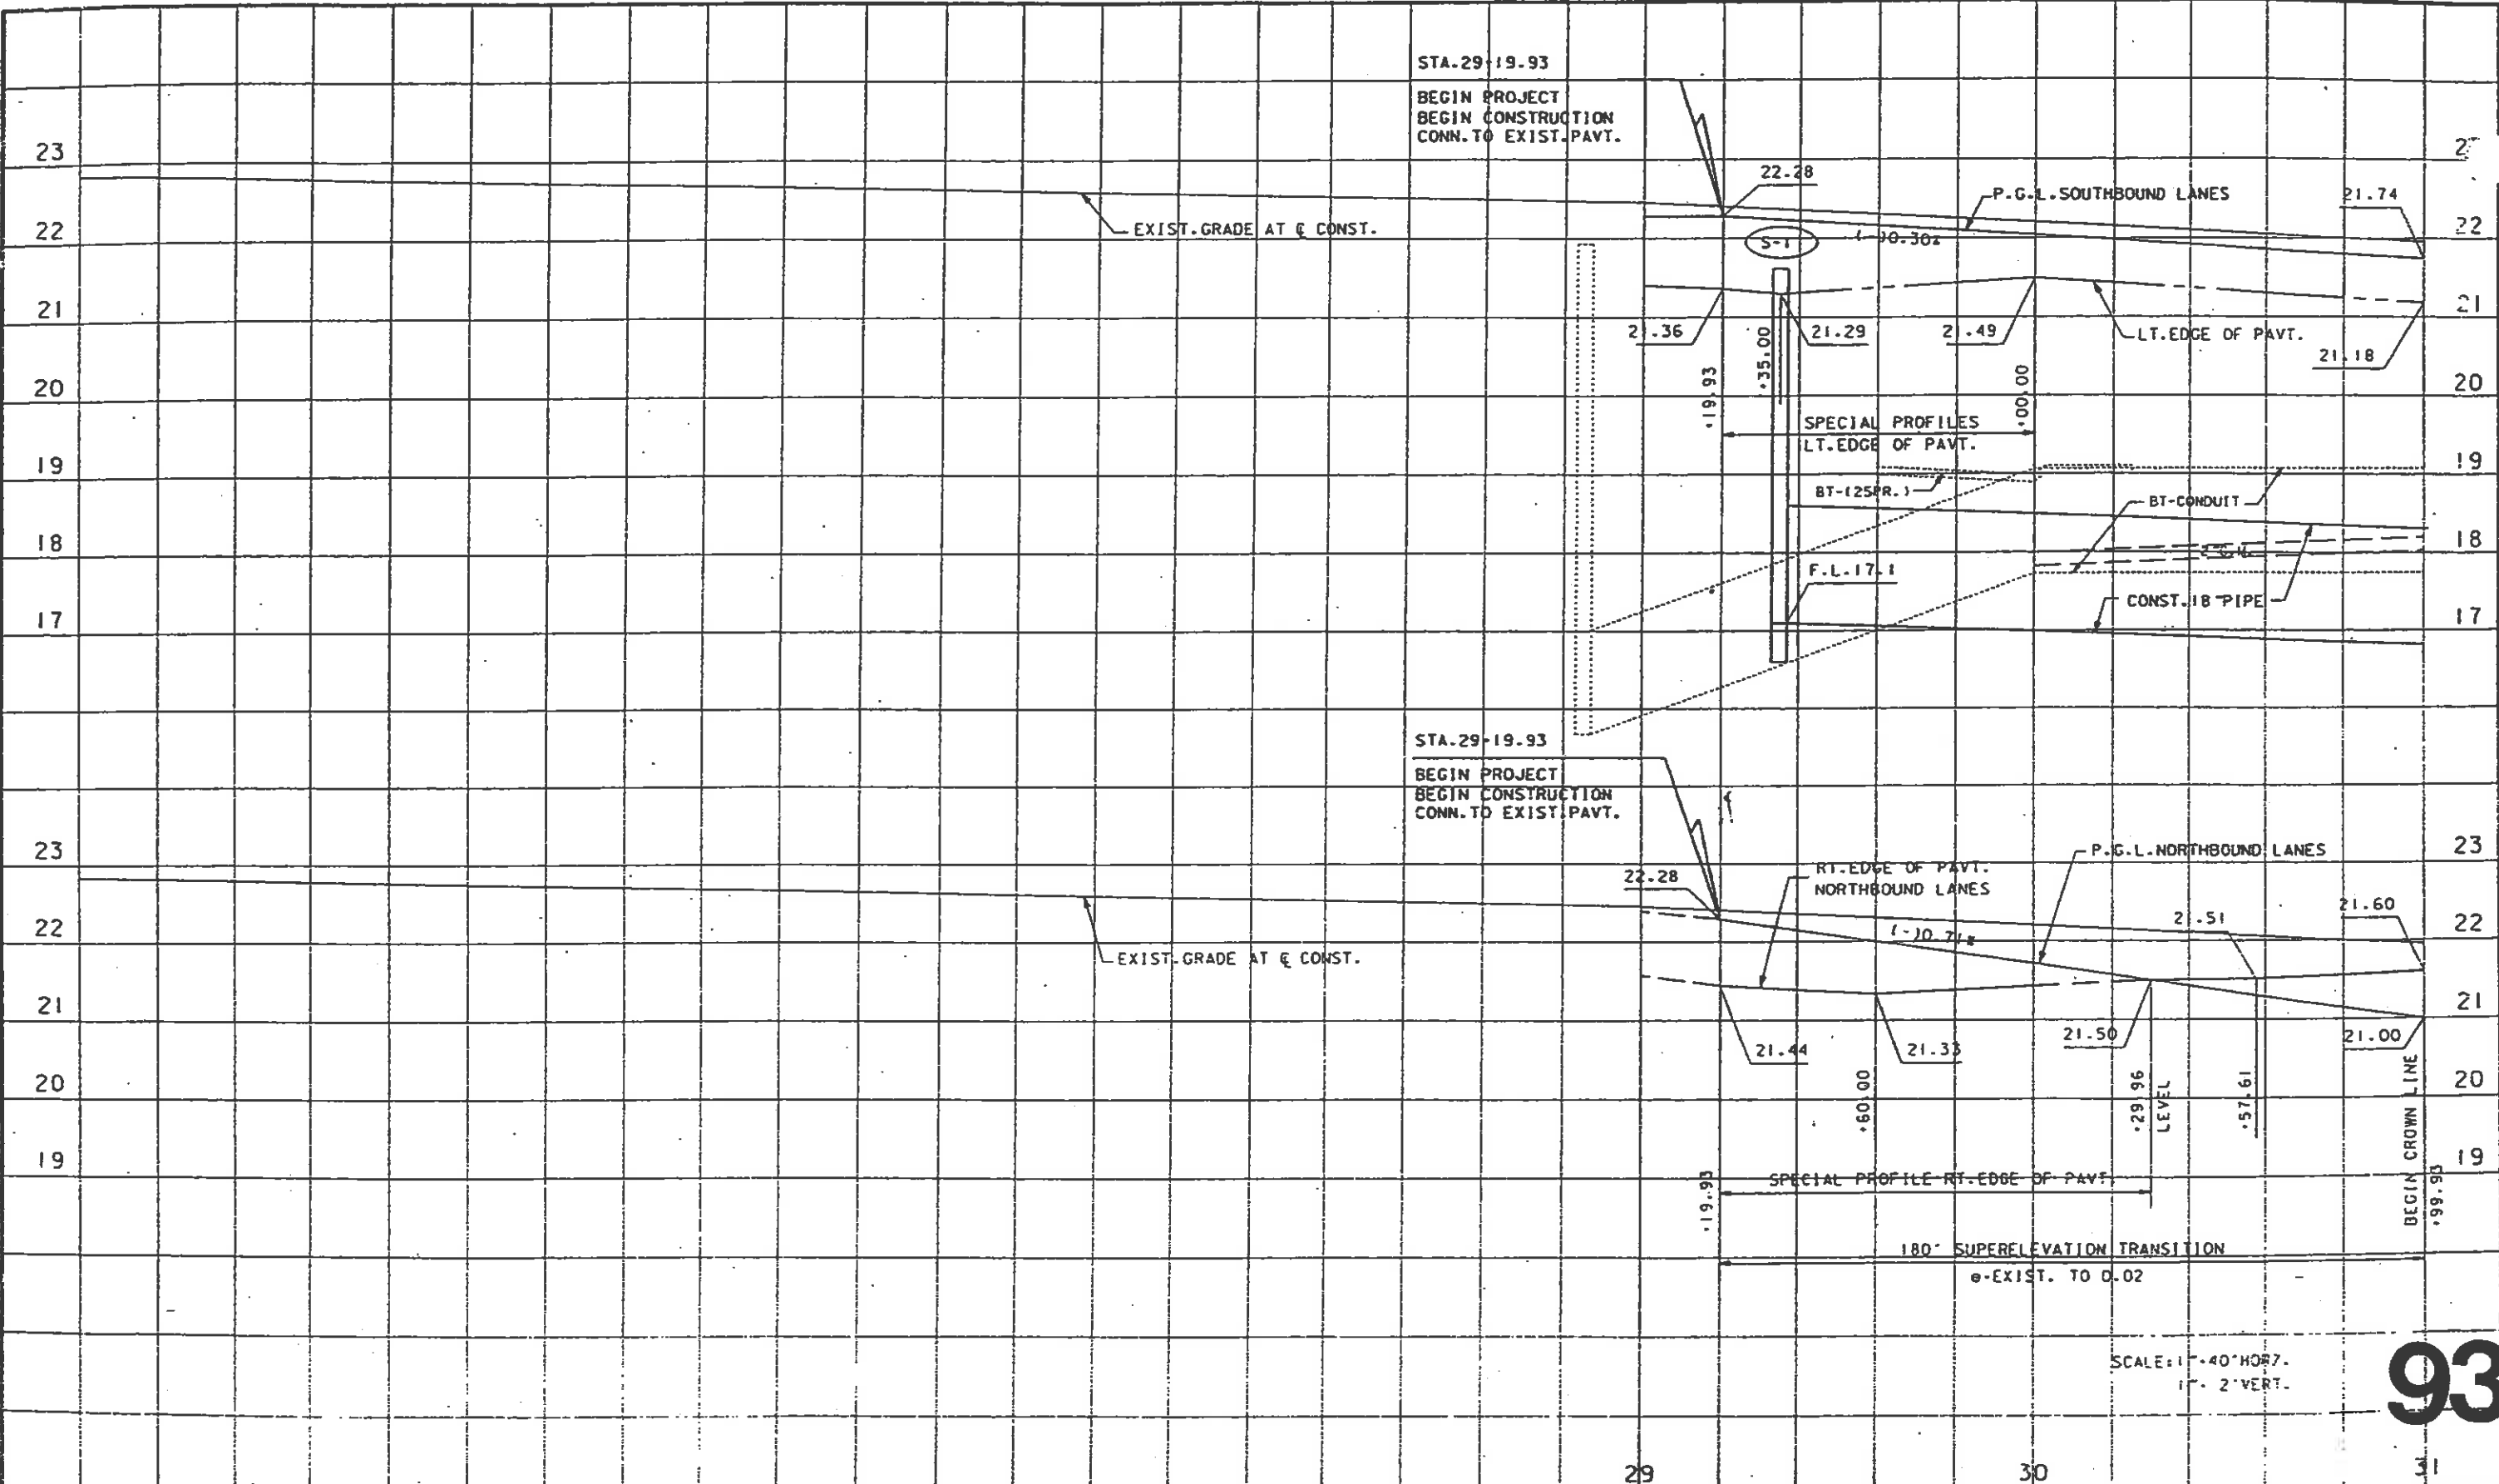 STA.29+19.93
BEGIN PROJECT
BEGIN CONSTRUCTION
CONN. TO EXIST. PAVT.
23
22.28
P.G.L. SOUTHBOUND LANES
21.74
22
EXIST. GRADE AT ℄ CONST.
S-1
(-)0.30%
22
21
21.36
+35.00
21.29
21.49
LT. EDGE OF PAVT.
21.18
21
20
+19.93
+00.00
20
SPECIAL PROFILES
LT. EDGE OF PAVT.
19
19
BT-(25PR.)
BT-CONDUIT
18
18
F.L.-17.1
CONST. 18" PIPE
17
17
STA.29+19.93
BEGIN PROJECT
BEGIN CONSTRUCTION
CONN. TO EXIST. PAVT.
23
22.28
RT. EDGE OF PAVT.
NORTHBOUND LANES
P.G.L. NORTHBOUND LANES
23
22
21.51
21.60
22
(-)0.71%
EXIST. GRADE AT ℄ CONST.
21
21.44
21.33
21.50
21.00
21
20
+60.00
+29.96
LEVEL
+57.61
BEGIN CROWN LINE
+99.93
20
19
+19.93
SPECIAL PROFILE RT. EDGE OF PAVT.
19
180' SUPERELEVATION TRANSITION
e-EXIST. TO 0.02
SCALE: 1"=40' HORZ.
1"= 2' VERT.
93
29
30
31